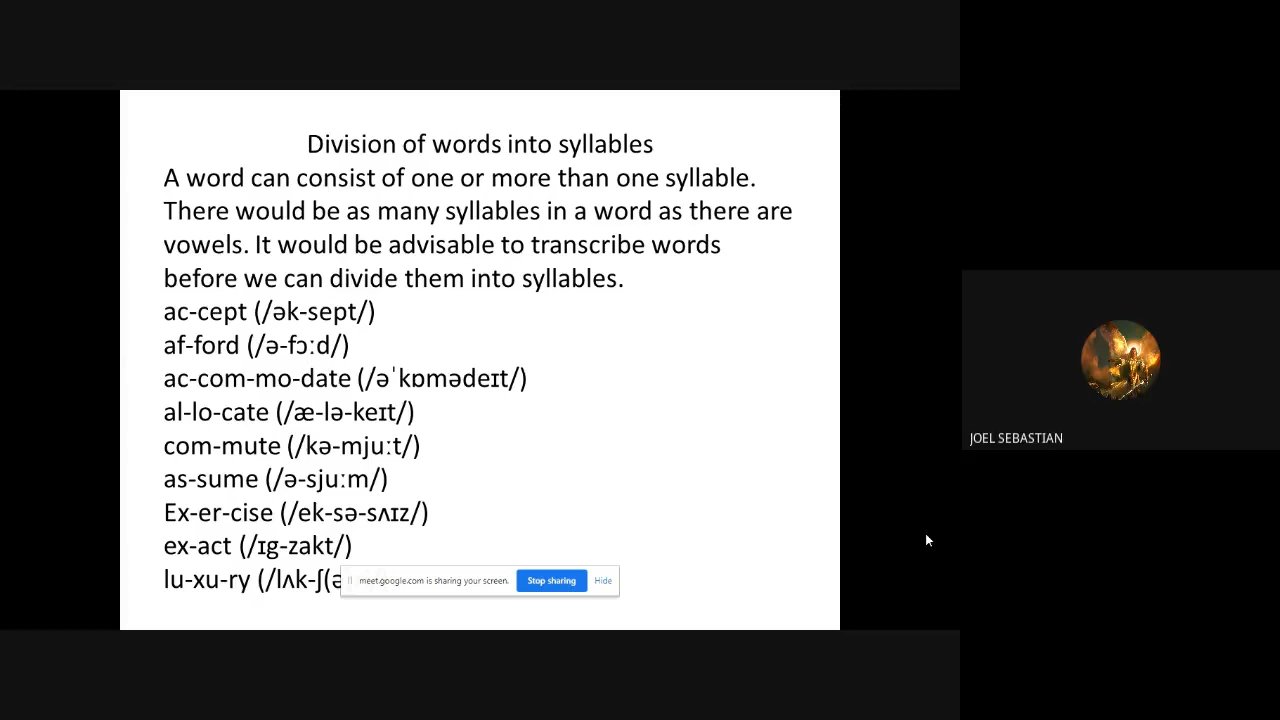 Division of words into syllables
A word can consist of one or more than one syllable.
There would be as many syllables in a word as there are
vowels. It would be advisable to transcribe words
before we can divide them into syllables.
ac-cept (/ək-sept/)
af-ford (/ə-fɔːd/)
ac-com-mo-date (/əˈkɒmədeɪt/)
al-lo-cate (/æ-lə-keɪt/)
com-mute (/kə-mjuːt/)
as-sume (/ə-sjuːm/)
Ex-er-cise (/ek-sə-sʌɪz/)
ex-act (/ɪg-zakt/)
lu-xu-ry (/lʌk-ʃ(ə
meet.google.com is sharing your screen. Stop sharing Hide
JOEL SEBASTIAN